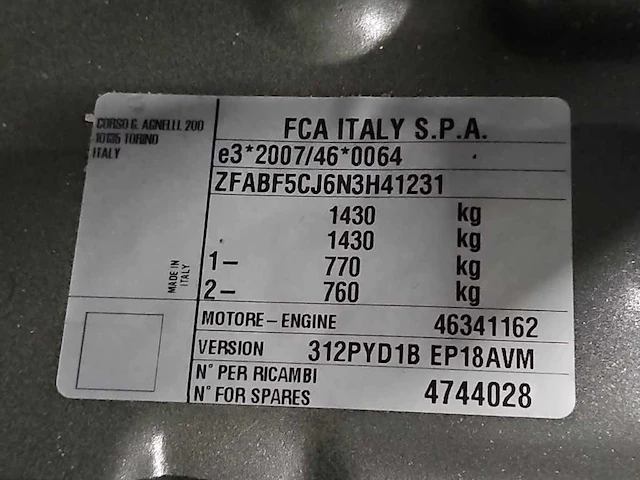 CORSO G. AGNELLI, 200
10135 TORINO
ITALY
FCA ITALY S.P.A.
e3*2007/46*0064
ZFABF5CJ6N3H41231
1430 kg
1430 kg
1– 770 kg
2– 760 kg
MADE IN
ITALY
MOTORE – ENGINE 46341162
VERSION 312PYD1B EP18AVM
N° PER RICAMBI
N° FOR SPARES 4744028